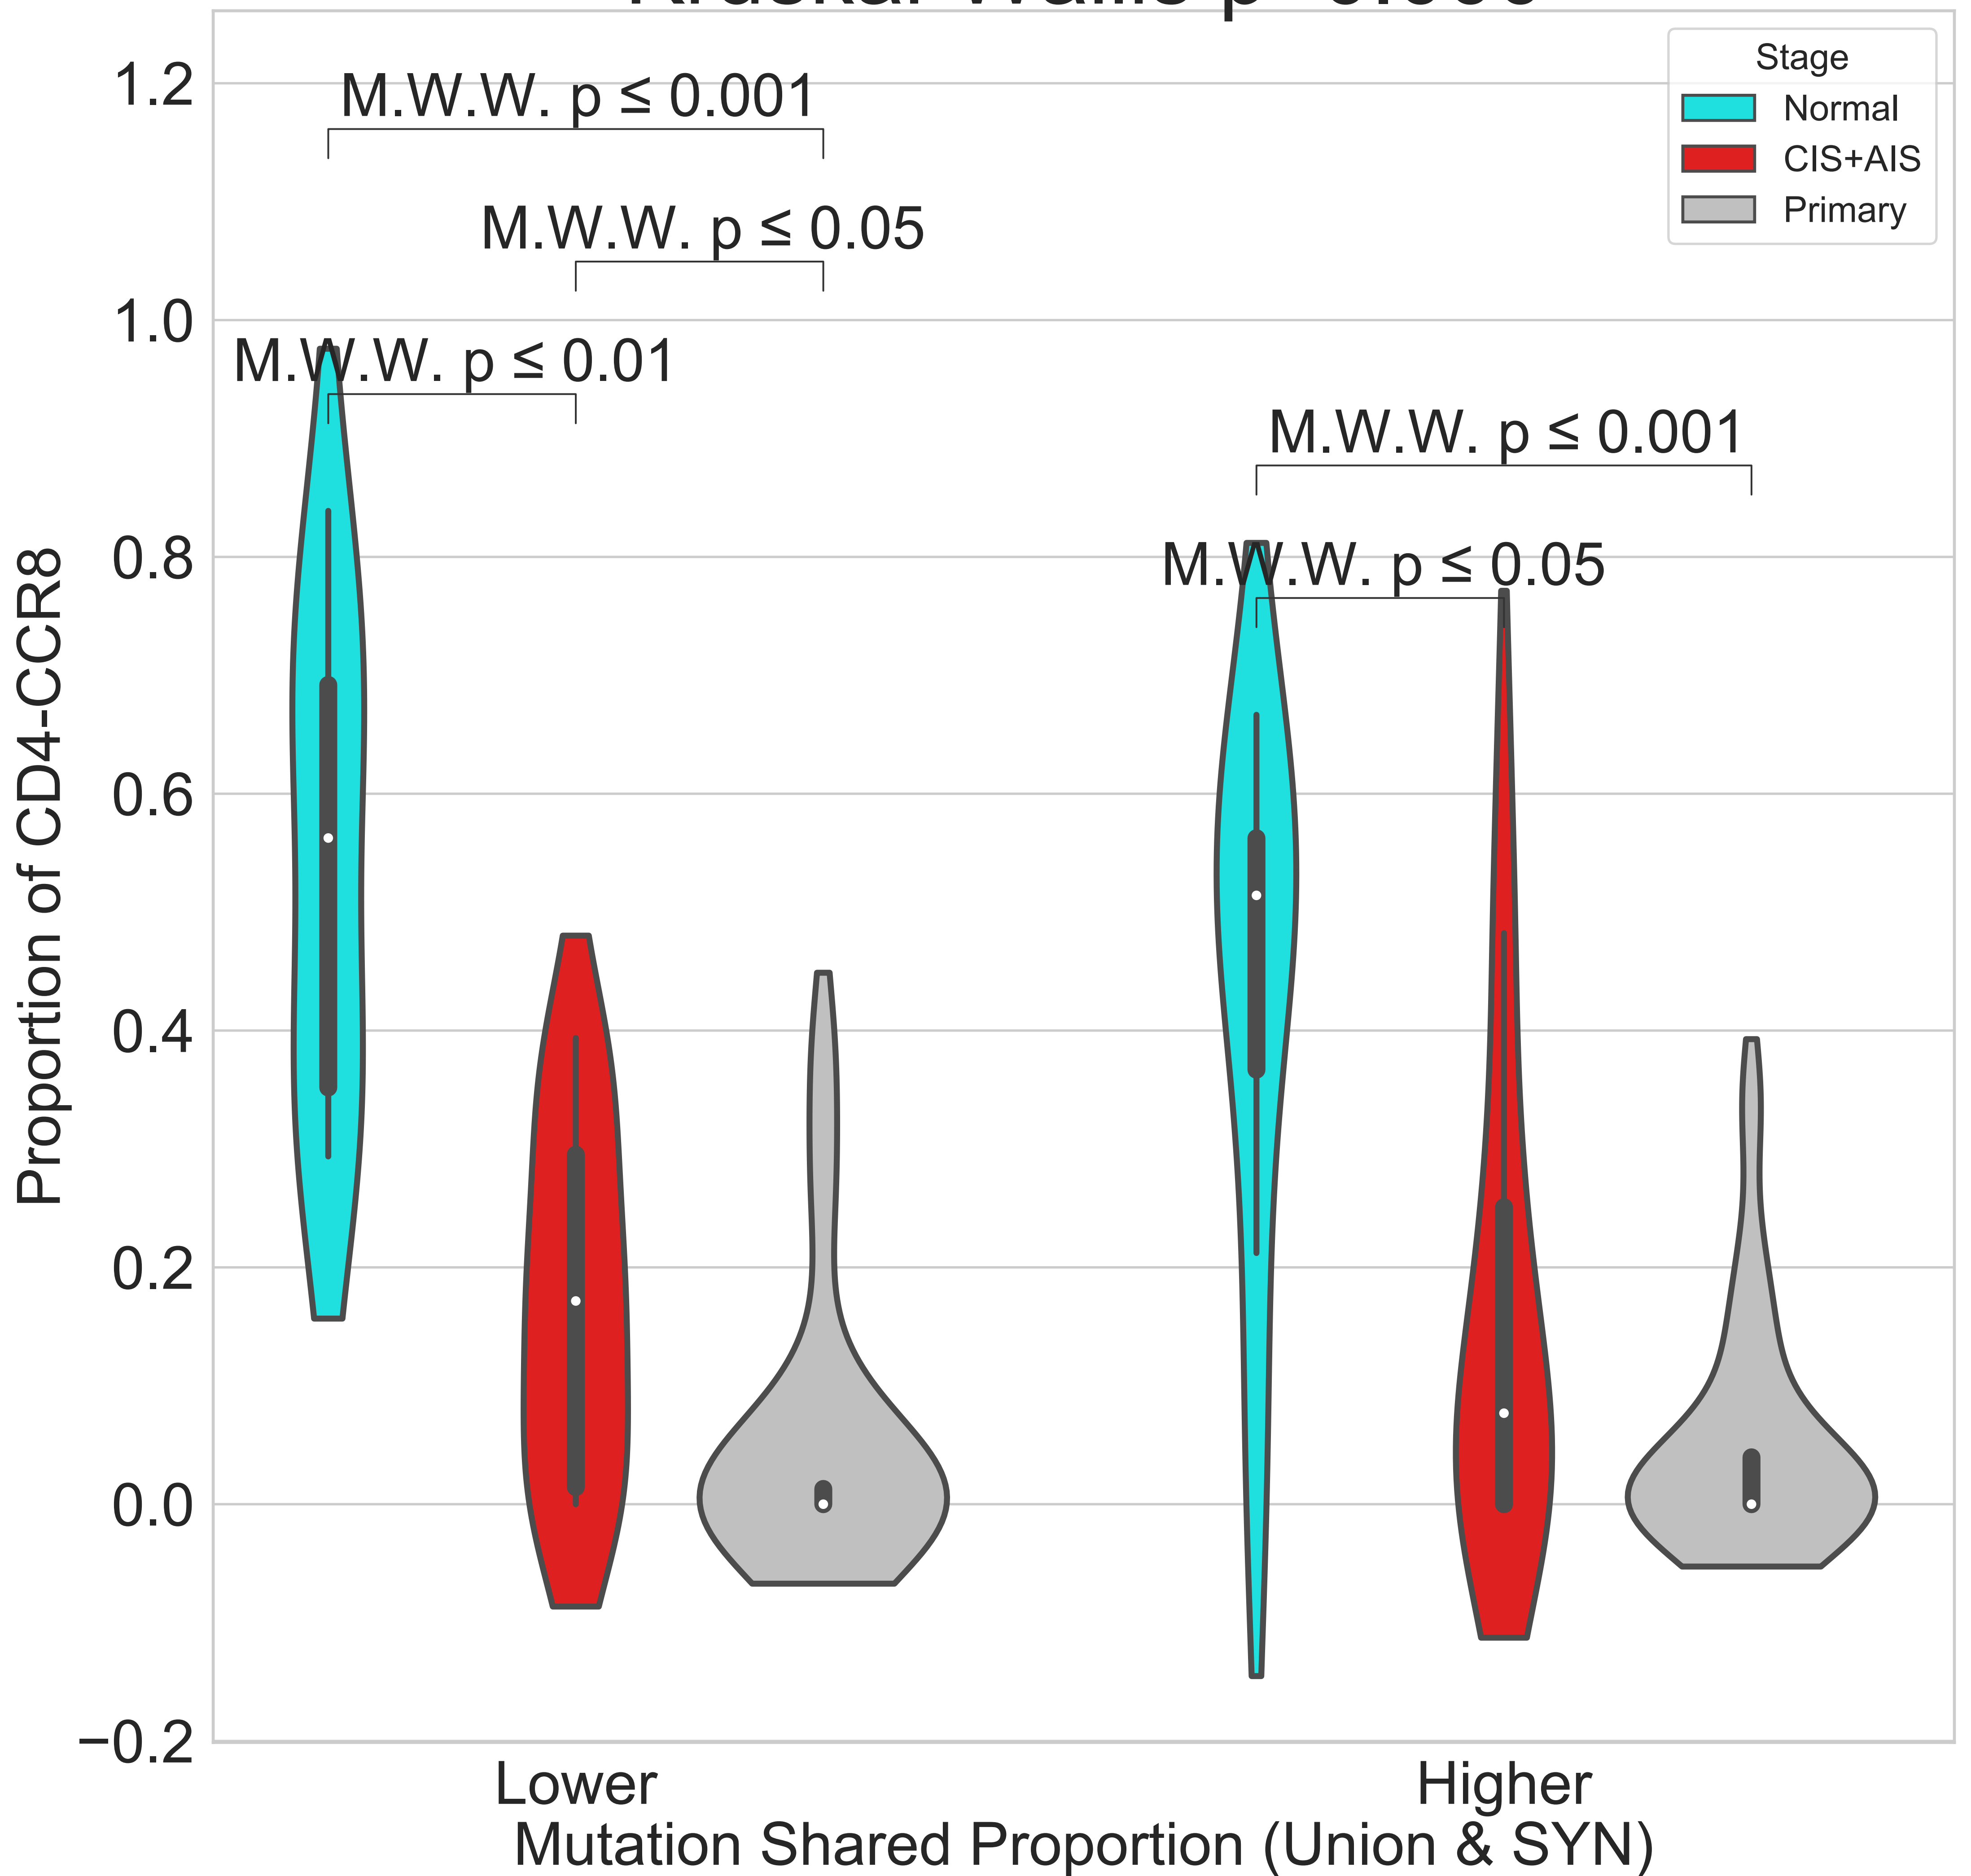 1.2
1.0
0.8
0.6
0.4
0.2
0.0
−0.2
Proportion of CD4-CCR8
M.W.W. p ≤ 0.001
M.W.W. p ≤ 0.05
M.W.W. p ≤ 0.01
M.W.W. p ≤ 0.001
M.W.W. p ≤ 0.05
Stage
Normal
CIS+AIS
Primary
Lower
Higher
Mutation Shared Proportion (Union & SYN)